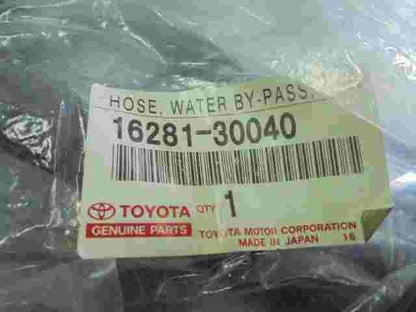 HOSE, WATER BY-PASS,
16281-30040
TOYOTA QTY 1
GENUINE PARTS TOYOTA MOTOR CORPORATION
MADE IN JAPAN 16